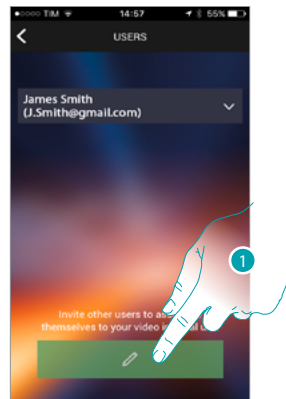 TIM 14:57 55%
USERS
James Smith
(J.Smith@gmail.com)
1
Invite other users to
themselves to your video